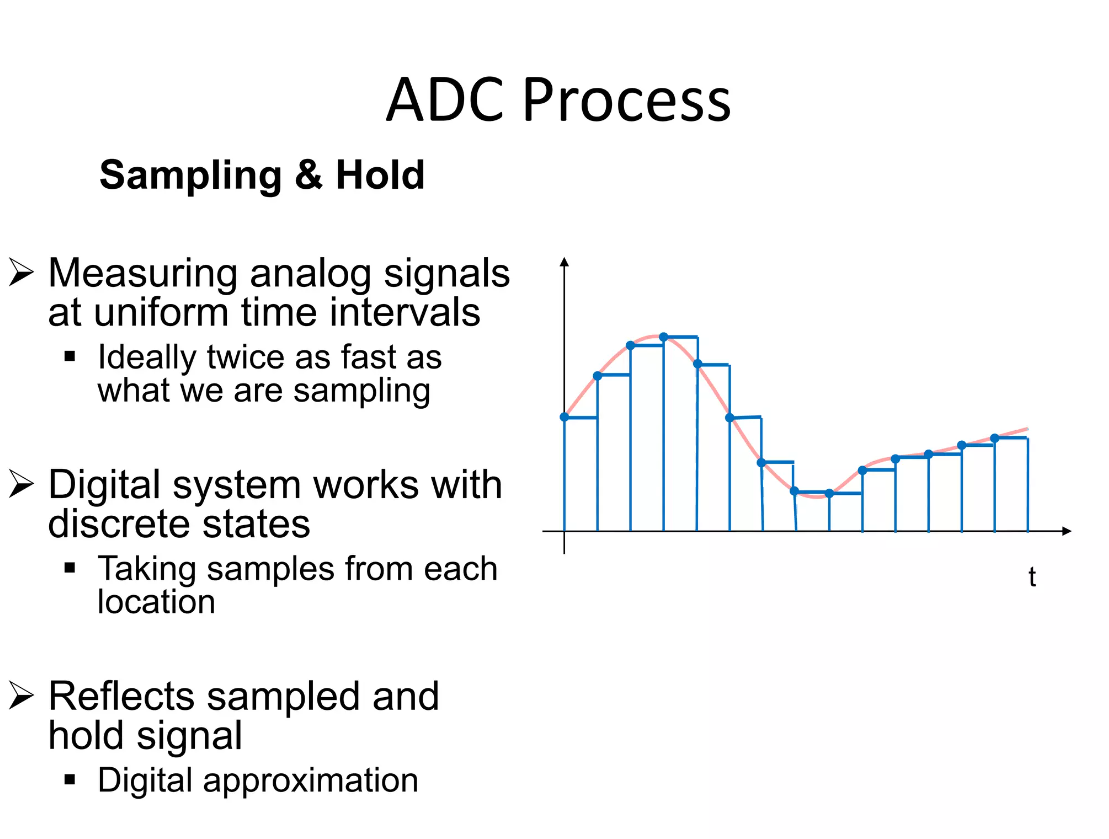 ADC Process
Sampling & Hold
➢ Measuring analog signals
at uniform time intervals
▪ Ideally twice as fast as
what we are sampling
➢ Digital system works with
discrete states
▪ Taking samples from each
location
➢ Reflects sampled and
hold signal
▪ Digital approximation
t